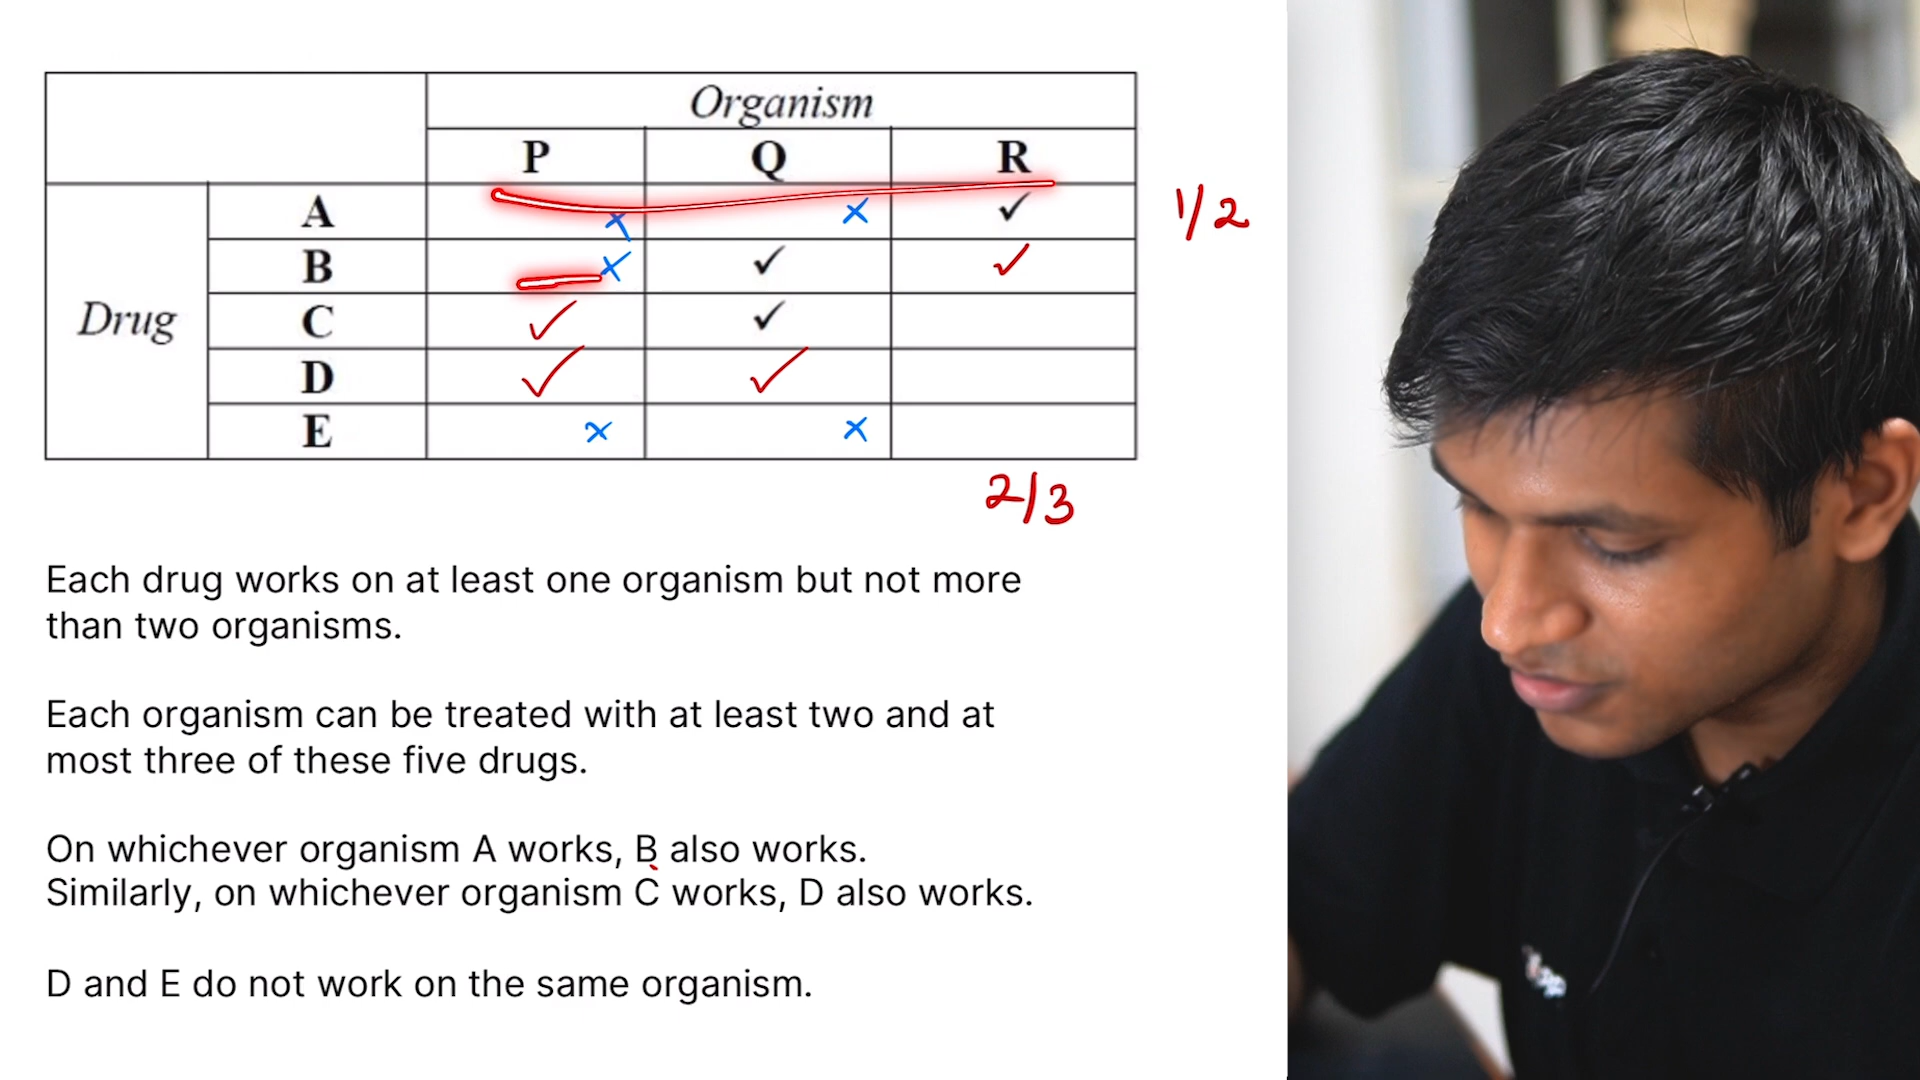 Organism
P Q R
A × × ✓ 1/2
B × ✓ ✓
Drug C ✓ ✓
D ✓ ✓
E × ×
2/3
Each drug works on at least one organism but not more
than two organisms.
Each organism can be treated with at least two and at
most three of these five drugs.
On whichever organism A works, B also works.
Similarly, on whichever organism C works, D also works.
D and E do not work on the same organism.